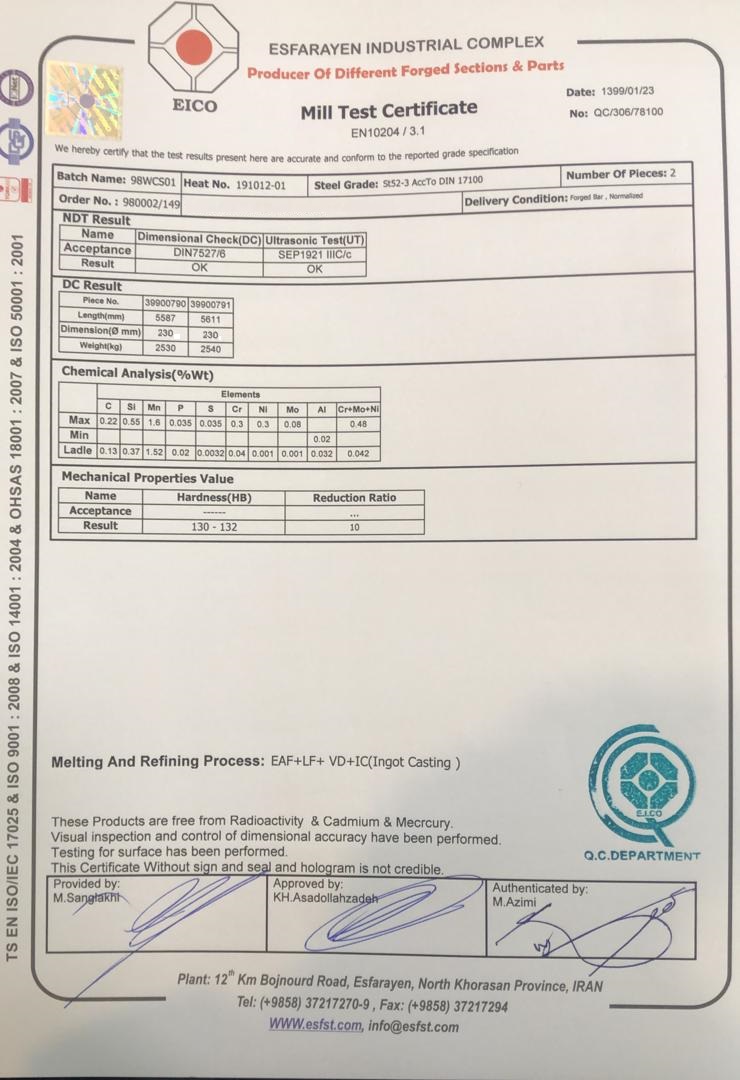 ESFARAYEN INDUSTRIAL COMPLEX
Producer Of Different Forged Sections & Parts
EICO
Date: 1399/01/23
Mill Test Certificate
No: QC/306/78100
EN10204 / 3.1
We hereby certify that the test results present here are accurate and conform to the reported grade specification
Batch Name: 98WCS01 Heat No. 191012-01 Steel Grade: St52-3 AccTo DIN 17100 Number Of Pieces: 2
Order No. : 980002/149 Delivery Condition: Forged Bar , Normalized
NDT Result
Name Dimensional Check(DC) Ultrasonic Test(UT)
Acceptance DIN7527/6 SEP1921 IIIC/c
Result OK OK
DC Result
Piece No. 39900790 39900791
Length(mm) 5587 5611
Dimension(Ø mm) 230 230
Weight(kg) 2530 2540
Chemical Analysis(%Wt)
Elements
C Si Mn P S Cr Ni Mo Al Cr+Mo+Ni
Max 0.22 0.55 1.6 0.035 0.035 0.3 0.3 0.08 0.48
Min 0.02
Ladle 0.13 0.37 1.52 0.02 0.0032 0.04 0.001 0.001 0.032 0.042
Mechanical Properties Value
Name Hardness(HB) Reduction Ratio
Acceptance ------ ...
Result 130 - 132 10
Melting And Refining Process: EAF+LF+ VD+IC(Ingot Casting )
E.I.CO
Q.C.DEPARTMENT
These Products are free from Radioactivity & Cadmium & Mecrcury.
Visual inspection and control of dimensional accuracy have been performed.
Testing for surface has been performed.
This Certificate Without sign and seal and hologram is not credible.
Provided by:
M.Sanglakhi
Approved by:
KH.Asadollahzadeh
Authenticated by:
M.Azimi
Plant: 12th Km Bojnourd Road, Esfarayen, North Khorasan Province, IRAN
Tel: (+9858) 37217270-9 , Fax: (+9858) 37217294
WWW.esfst.com, info@esfst.com
TS EN ISO/IEC 17025 & ISO 9001 : 2008 & ISO 14001 : 2004 & OHSAS 18001 : 2007 & ISO 50001 : 2001